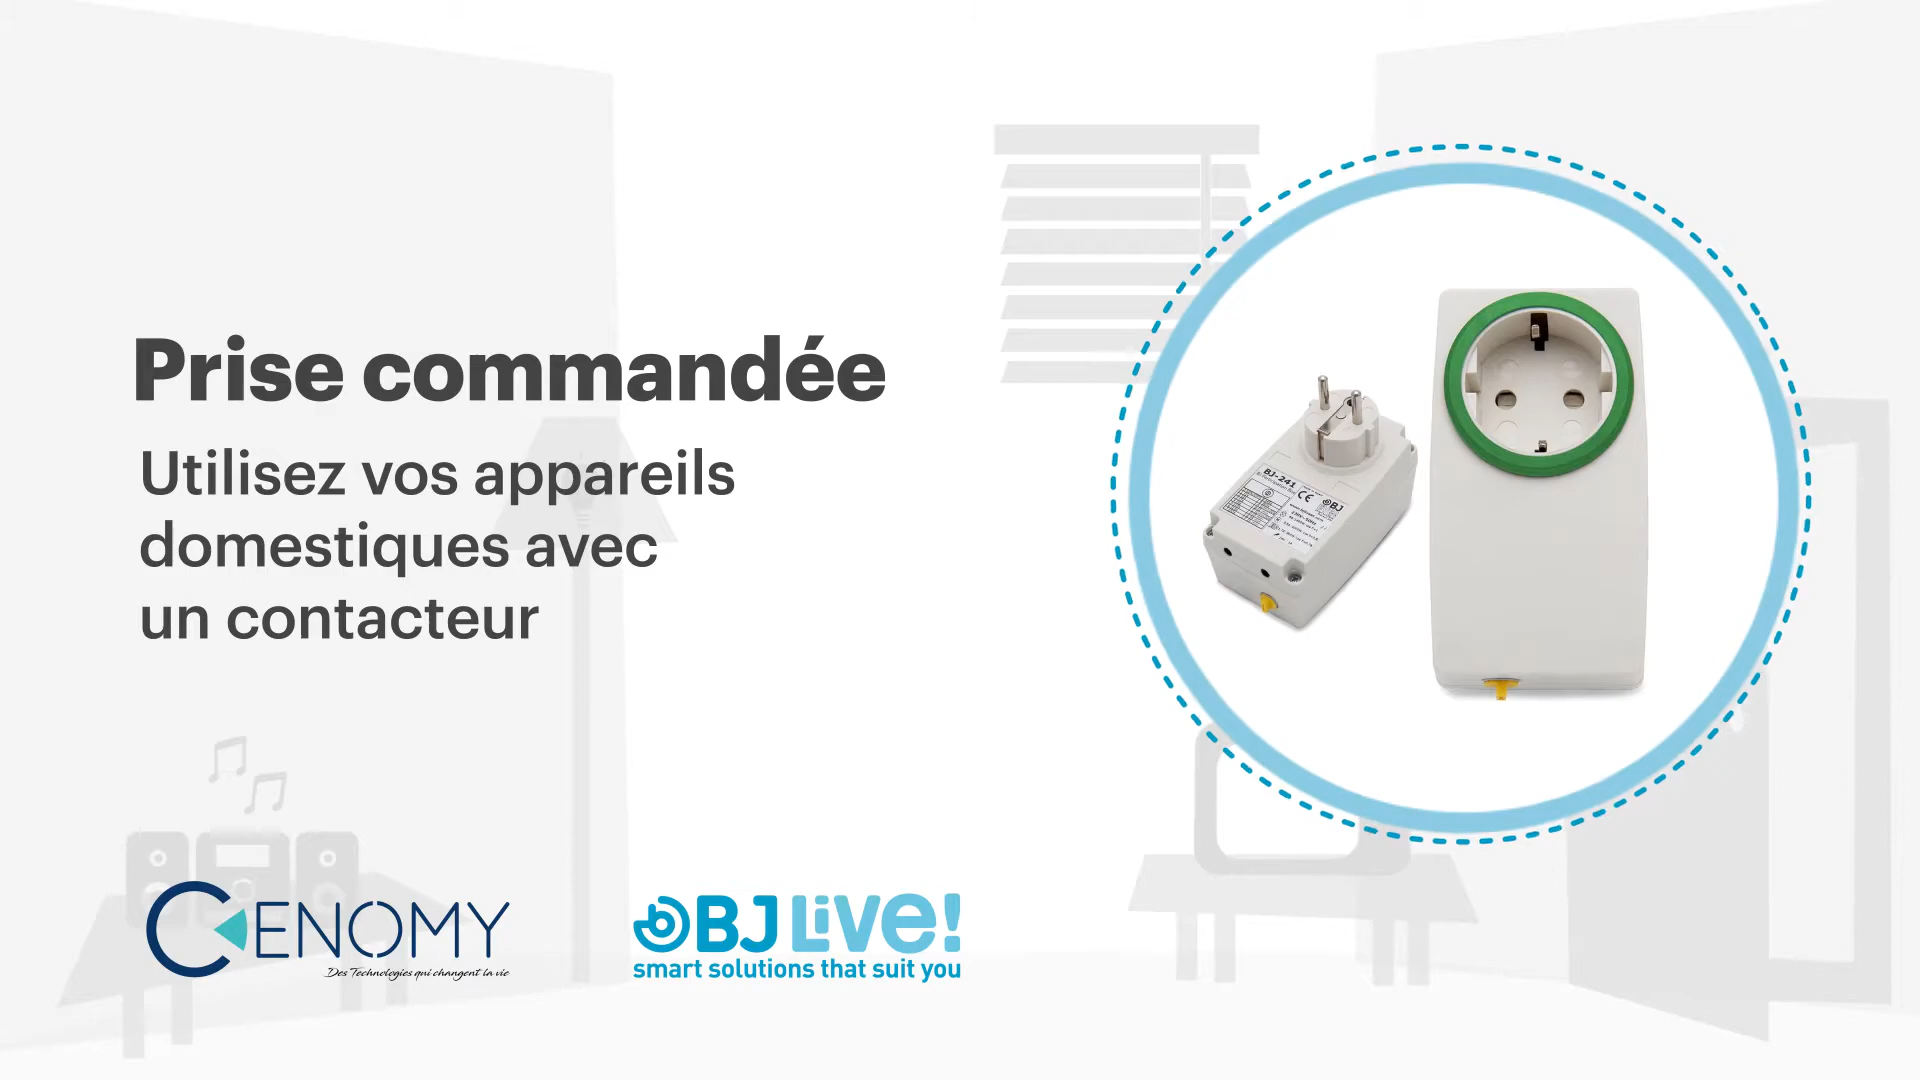 Prise commandée
Utilisez vos appareils
domestiques avec
un contacteur
BJ-241
CE
BJ
CENOMY
Des Technologies qui changent la vie
BJ Live!
smart solutions that suit you